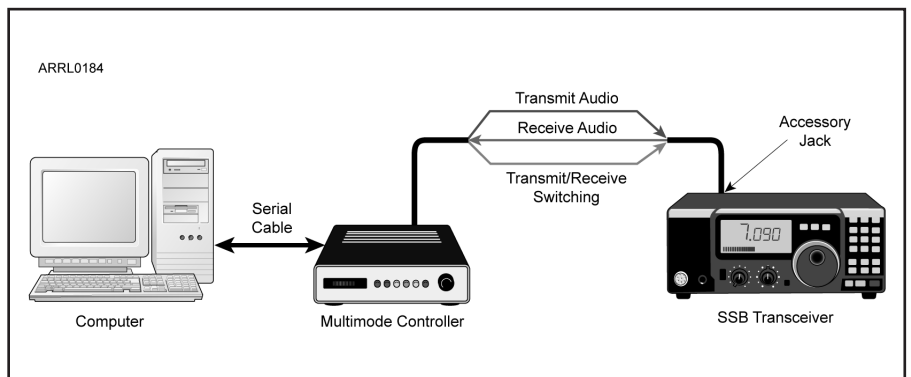 ARRL0184
Transmit Audio
Receive Audio
Transmit/Receive
Switching
Accessory
Jack
Serial
Cable
7.090
Computer
Multimode Controller
SSB Transceiver